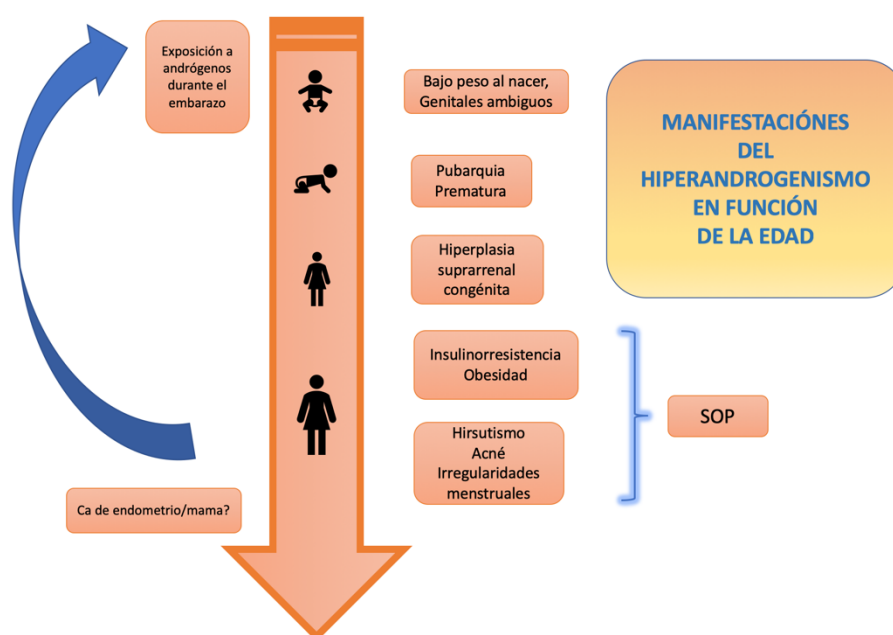 Exposición a
andrógenos
durante el
embarazo
Bajo peso al nacer,
Genitales ambiguos
MANIFESTACIÓNES
DEL
HIPERANDROGENISMO
EN FUNCIÓN
DE LA EDAD
Pubarquia
Prematura
Hiperplasia
suprarrenal
congénita
Insulinorresistencia
Obesidad
SOP
Hirsutismo
Acné
Irregularidades
menstruales
Ca de endometrio/mama?